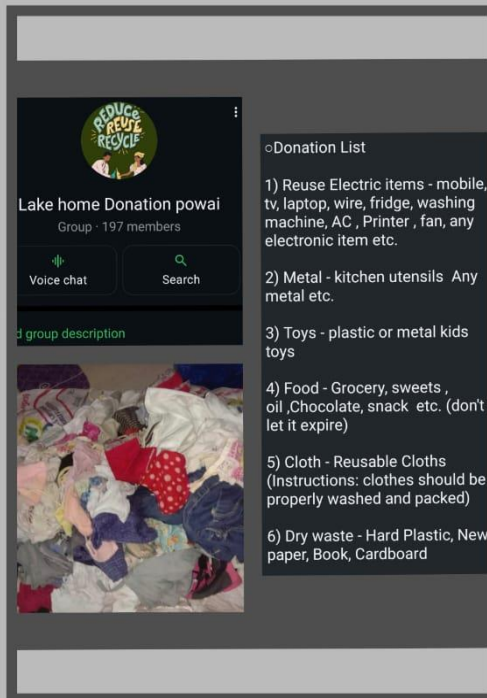 REDUCE
REUSE
RECYCLE
Lake home Donation powai
Group · 197 members
Voice chat
Search
d group description
○Donation List
1) Reuse Electric items - mobile,
tv, laptop, wire, fridge, washing
machine, AC , Printer , fan, any
electronic item etc.
2) Metal - kitchen utensils Any
metal etc.
3) Toys - plastic or metal kids
toys
4) Food - Grocery, sweets ,
oil ,Chocolate, snack etc. (don't
let it expire)
5) Cloth - Reusable Cloths
(Instructions: clothes should be
properly washed and packed)
6) Dry waste - Hard Plastic, New
paper, Book, Cardboard